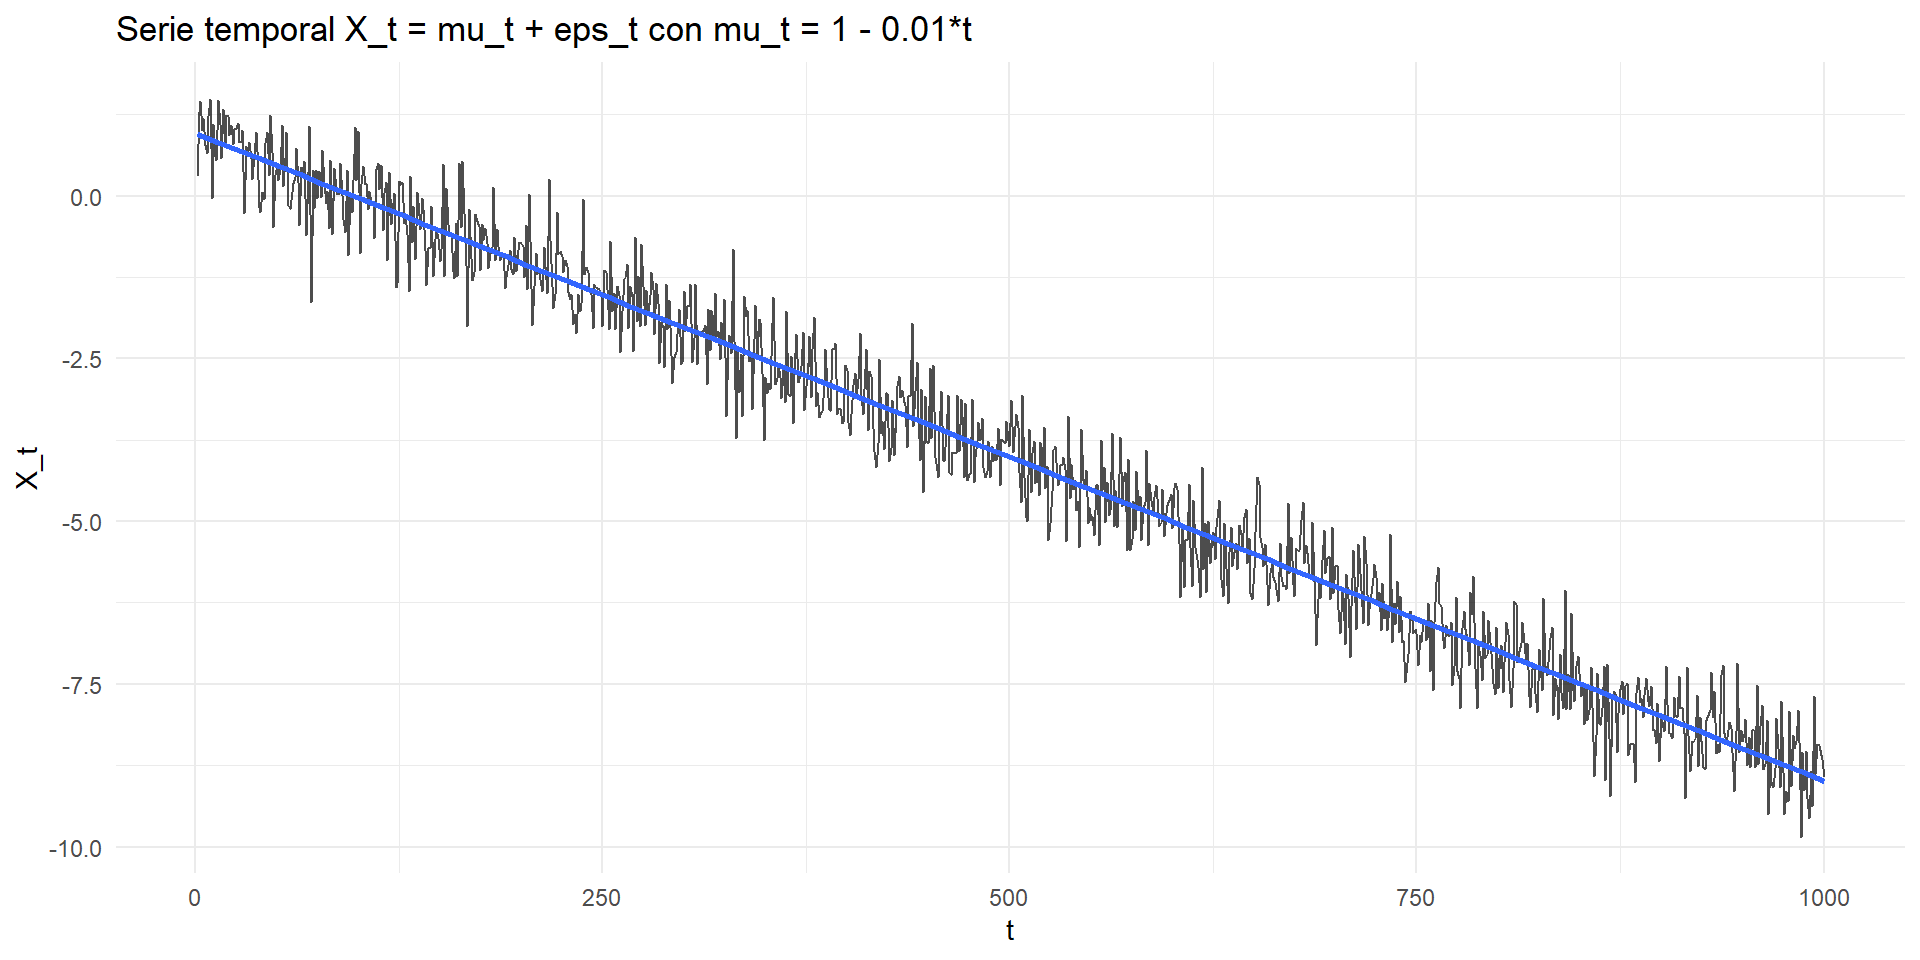 Serie temporal X_t = mu_t + eps_t con mu_t = 1 - 0.01*t
X_t
0.0
-2.5
-5.0
-7.5
-10.0
0 250 500 750 1000
t